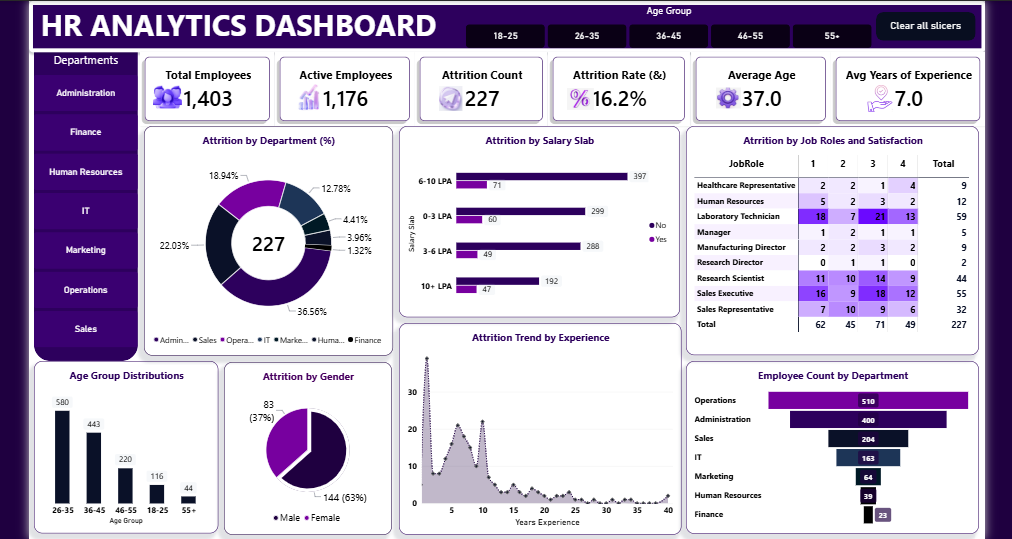 HR ANALYTICS DASHBOARD
Age Group
18-25 26-35 36-45 46-55 55+
Clear all slicers
Departments
Administration
Finance
Human Resources
IT
Marketing
Operations
Sales
Total Employees
1,403
Active Employees
1,176
Attrition Count
227
Attrition Rate (&)
% 16.2%
Average Age
37.0
Avg Years of Experience
7.0
Attrition by Department (%)
18.94%
12.78%
4.41%
3.96%
1.32%
22.03%
227
36.56%
Admin... Sales Opera... IT Marke... Huma... Finance
Attrition by Salary Slab
Salary Slab
6-10 LPA 397
71
0-3 LPA 299
60
3-6 LPA 288
49
10+ LPA 192
47
No
Yes
Attrition by Job Roles and Satisfaction
JobRole 1 2 3 4 Total
Healthcare Representative 2 2 1 4 9
Human Resources 5 2 3 2 12
Laboratory Technician 18 7 21 13 59
Manager 1 2 1 1 5
Manufacturing Director 2 2 3 2 9
Research Director 0 1 1 0 2
Research Scientist 11 10 14 9 44
Sales Executive 16 9 18 12 55
Sales Representative 7 10 9 6 32
Total 62 45 71 49 227
Age Group Distributions
580
443
220
116
44
26-35 36-45 46-55 18-25 55+
Age Group
Attrition by Gender
83
(37%)
144 (63%)
Male Female
Attrition Trend by Experience
30
20
10
0
5 10 15 20 25 30 35 40
Years Experience
Employee Count by Department
Operations 510
Administration 400
Sales 204
IT 163
Marketing 64
Human Resources 39
Finance 23